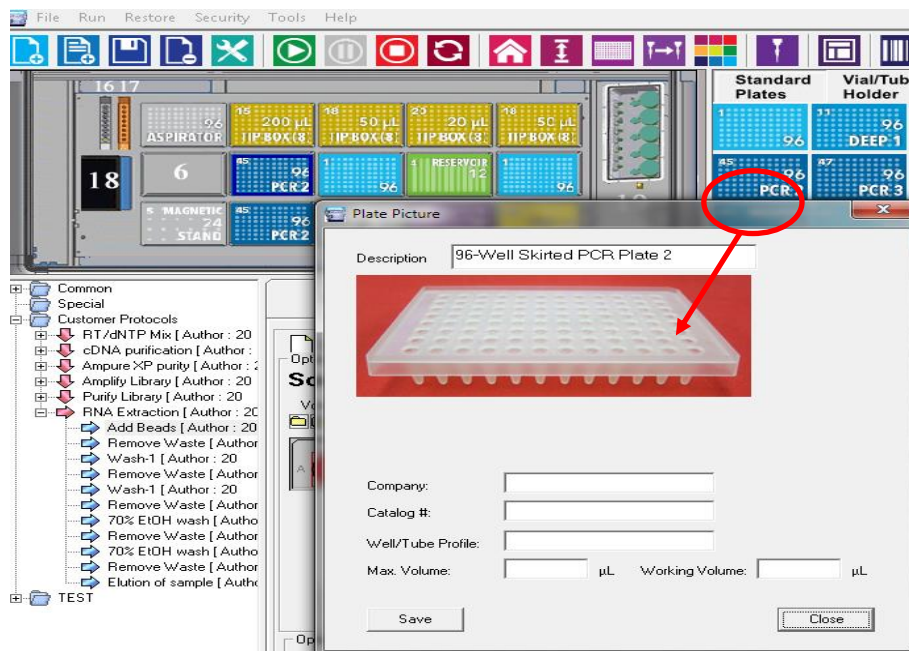 File Run Restore Security Tools Help
16 17
Standard Plates
Vial/Tub Holder
96 ASPIRATOR
15 200 µL TIP BOX (8)
18 50 µL TIP BOX (8)
20 20 µL TIP BOX (8)
18 50 µL TIP BOX (8)
1 96
11 96 DEEP 1
18
6
45 96 PCR 2
1 96
4 RESERVOIR 12
1 96
45 96 PCR
47 96 PCR 3
5 MAGNETIC 24 STAND
45 96 PCR 2
Plate Picture
Description 96-Well Skirted PCR Plate 2
Common
Special
Customer Protocols
RT/dNTP Mix [ Author : 20
cDNA purification [ Author :
Ampure XP purity [ Author : 2
Amplify Library [ Author : 20
Purify Library [ Author : 20
RNA Extraction [ Author : 20
Add Beads [ Author : 20
Remove Waste [ Author
Wash-1 [ Author : 20
Remove Waste [ Author
Wash-1 [ Author : 20
Remove Waste [ Author
70% EtOH wash [ Autho
Remove Waste [ Author
70% EtOH wash [ Autho
Remove Waste [ Author
Elution of sample [ Autho
TEST
Opt
So
A
Op
Company:
Catalog #:
Well/Tube Profile:
Max. Volume: µL Working Volume: µL
Save Close